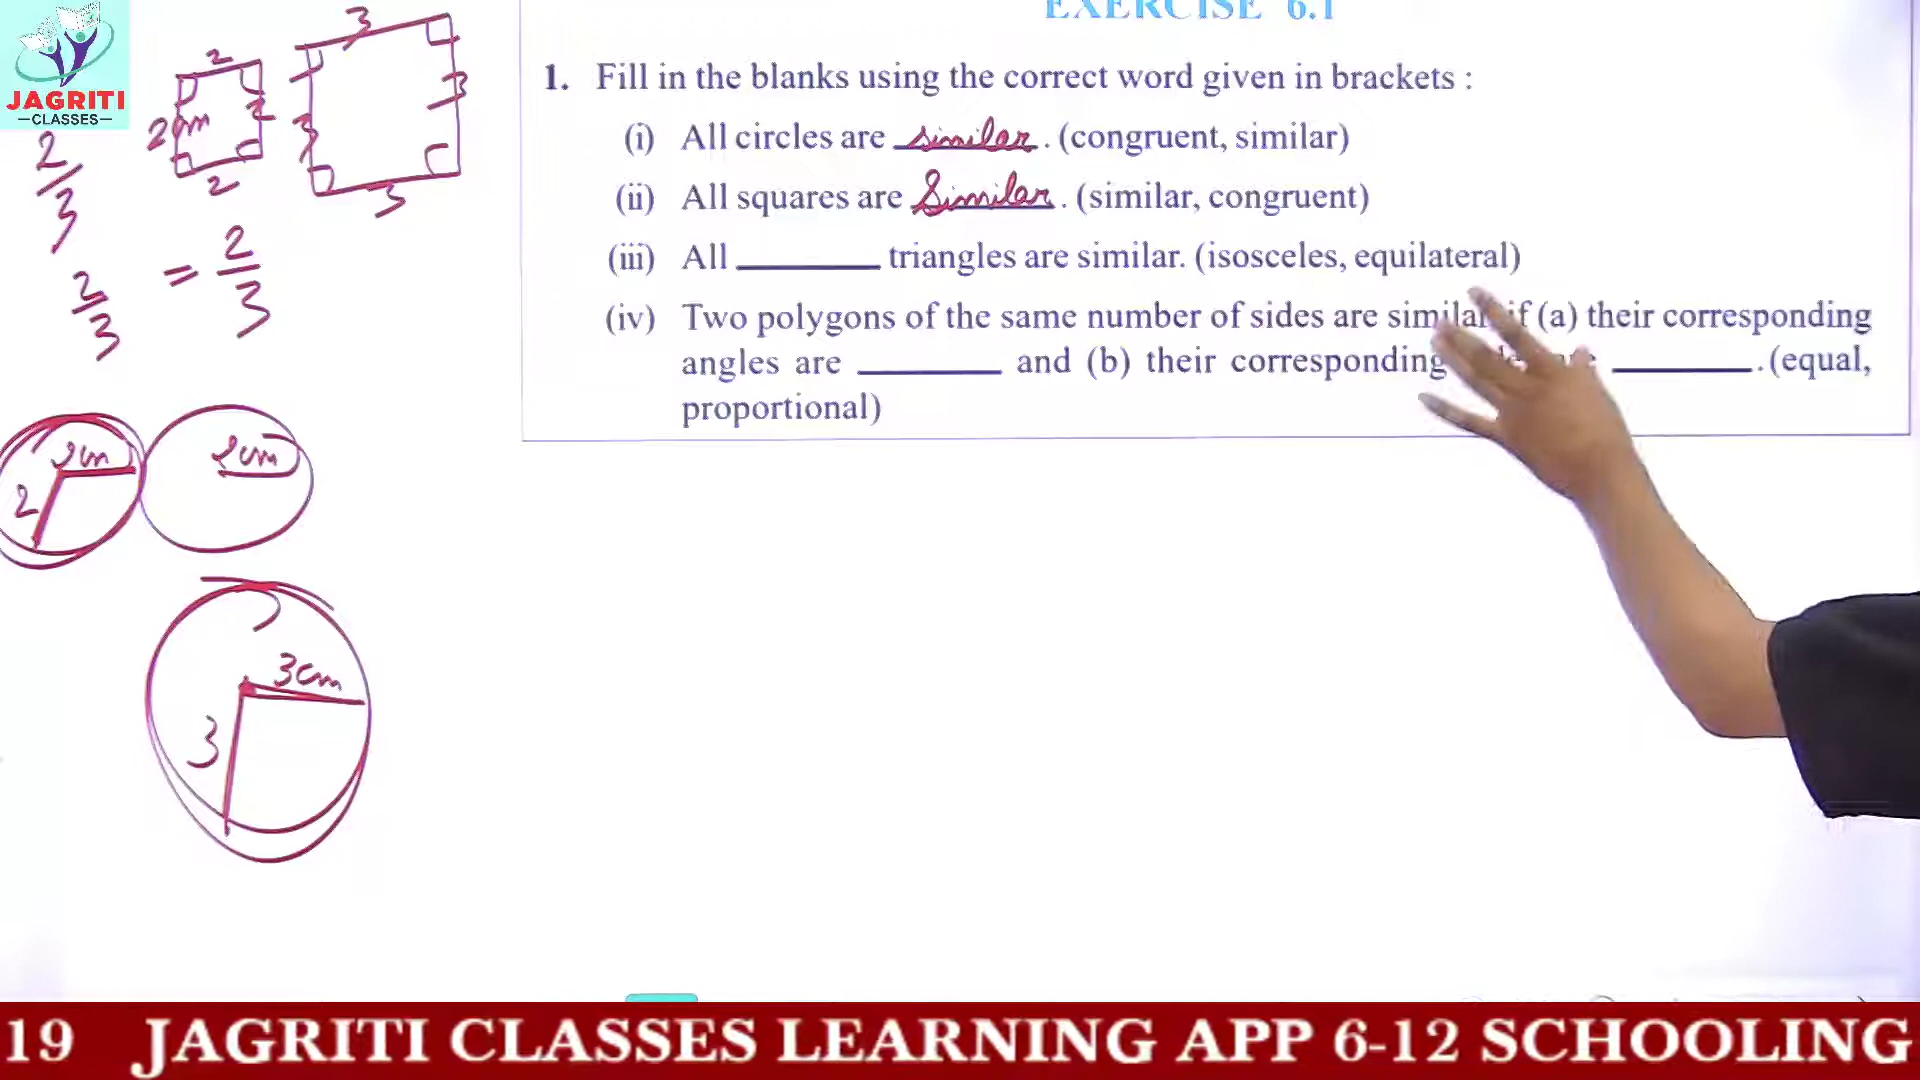 JAGRITI
—CLASSES—
EXERCISE 6.1
1. Fill in the blanks using the correct word given in brackets :
(i) All circles are similar. (congruent, similar)
(ii) All squares are Similar. (similar, congruent)
(iii) All ________ triangles are similar. (isosceles, equilateral)
(iv) Two polygons of the same number of sides are similar if (a) their corresponding
angles are ________ and (b) their corresponding ________. (equal,
proportional)
2
2cm
2
2
3
3
3
3
2/3
2/3 = 2/3
2cm
2
2cm
3cm
3
19 JAGRITI CLASSES LEARNING APP 6-12 SCHOOLING